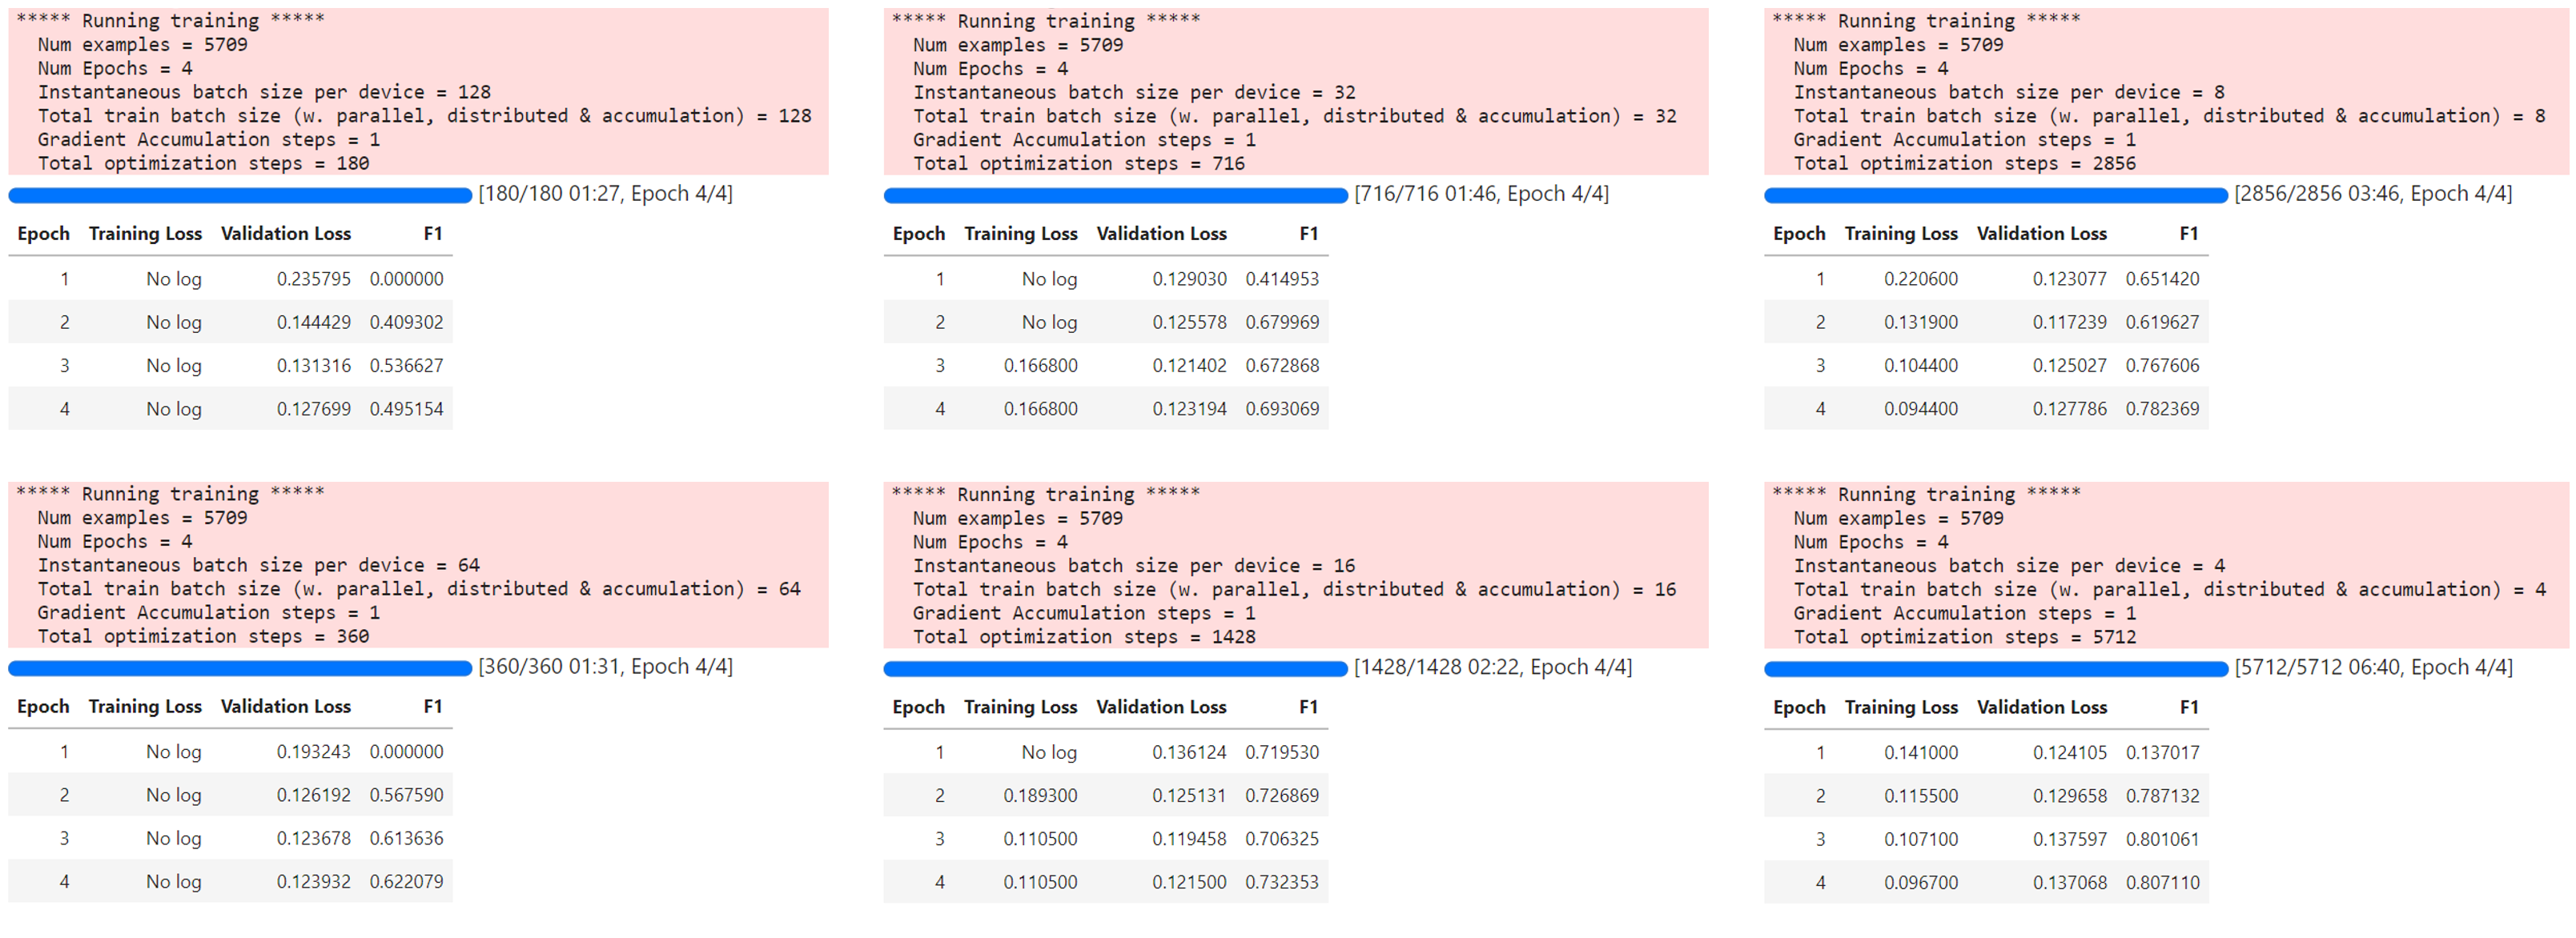 ***** Running training *****
Num examples = 5709
Num Epochs = 4
Instantaneous batch size per device = 128
Total train batch size (w. parallel, distributed & accumulation) = 128
Gradient Accumulation steps = 1
Total optimization steps = 180
[180/180 01:27, Epoch 4/4]
Epoch Training Loss Validation Loss F1
1 No log 0.235795 0.000000
2 No log 0.144429 0.409302
3 No log 0.131316 0.536627
4 No log 0.127699 0.495154
***** Running training *****
Num examples = 5709
Num Epochs = 4
Instantaneous batch size per device = 32
Total train batch size (w. parallel, distributed & accumulation) = 32
Gradient Accumulation steps = 1
Total optimization steps = 716
[716/716 01:46, Epoch 4/4]
Epoch Training Loss Validation Loss F1
1 No log 0.129030 0.414953
2 No log 0.125578 0.679969
3 0.166800 0.121402 0.672868
4 0.166800 0.123194 0.693069
***** Running training *****
Num examples = 5709
Num Epochs = 4
Instantaneous batch size per device = 8
Total train batch size (w. parallel, distributed & accumulation) = 8
Gradient Accumulation steps = 1
Total optimization steps = 2856
[2856/2856 03:46, Epoch 4/4]
Epoch Training Loss Validation Loss F1
1 0.220600 0.123077 0.651420
2 0.131900 0.117239 0.619627
3 0.104400 0.125027 0.767606
4 0.094400 0.127786 0.782369
***** Running training *****
Num examples = 5709
Num Epochs = 4
Instantaneous batch size per device = 64
Total train batch size (w. parallel, distributed & accumulation) = 64
Gradient Accumulation steps = 1
Total optimization steps = 360
[360/360 01:31, Epoch 4/4]
Epoch Training Loss Validation Loss F1
1 No log 0.193243 0.000000
2 No log 0.126192 0.567590
3 No log 0.123678 0.613636
4 No log 0.123932 0.622079
***** Running training *****
Num examples = 5709
Num Epochs = 4
Instantaneous batch size per device = 16
Total train batch size (w. parallel, distributed & accumulation) = 16
Gradient Accumulation steps = 1
Total optimization steps = 1428
[1428/1428 02:22, Epoch 4/4]
Epoch Training Loss Validation Loss F1
1 No log 0.136124 0.719530
2 0.189300 0.125131 0.726869
3 0.110500 0.119458 0.706325
4 0.110500 0.121500 0.732353
***** Running training *****
Num examples = 5709
Num Epochs = 4
Instantaneous batch size per device = 4
Total train batch size (w. parallel, distributed & accumulation) = 4
Gradient Accumulation steps = 1
Total optimization steps = 5712
[5712/5712 06:40, Epoch 4/4]
Epoch Training Loss Validation Loss F1
1 0.141000 0.124105 0.137017
2 0.115500 0.129658 0.787132
3 0.107100 0.137597 0.801061
4 0.096700 0.137068 0.807110